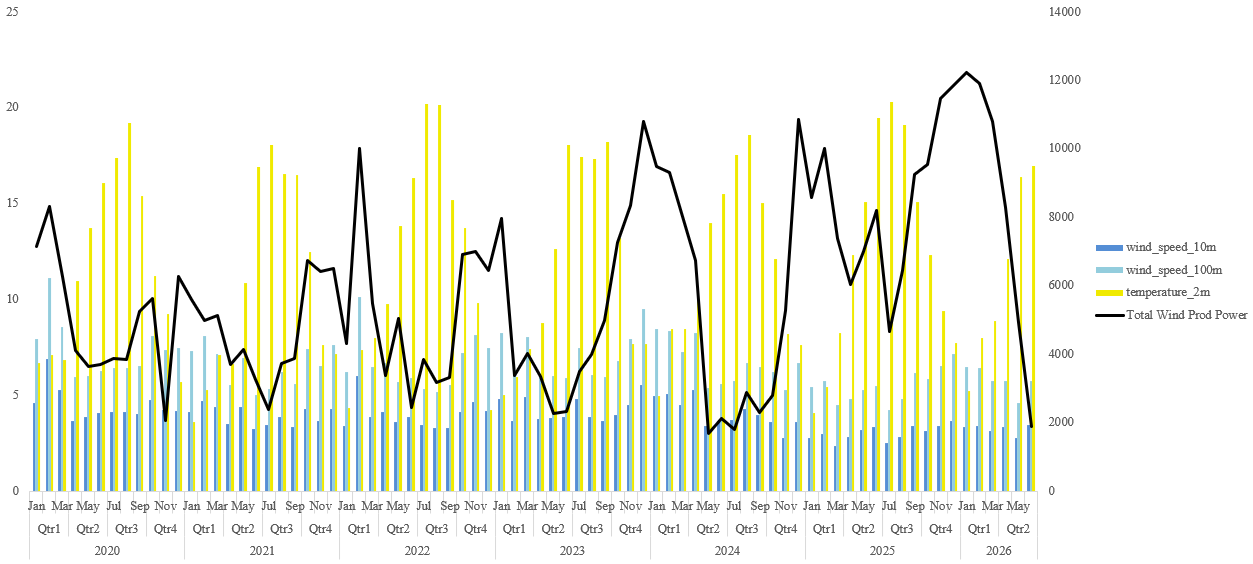 25
20
15
10
5
0
14000
12000
10000
8000
6000
4000
2000
0
wind_speed_10m
wind_speed_100m
temperature_2m
Total Wind Prod Power
Jan Mar May Jul Sep Nov Jan Mar May Jul Sep Nov Jan Mar May Jul Sep Nov Jan Mar May Jul Sep Nov Jan Mar May Jul Sep Nov Jan Mar May Jul Sep Nov Jan Mar May
Qtr1 Qtr2 Qtr3 Qtr4 Qtr1 Qtr2 Qtr3 Qtr4 Qtr1 Qtr2 Qtr3 Qtr4 Qtr1 Qtr2 Qtr3 Qtr4 Qtr1 Qtr2 Qtr3 Qtr4 Qtr1 Qtr2 Qtr3 Qtr4 Qtr1 Qtr2
2020 2021 2022 2023 2024 2025 2026